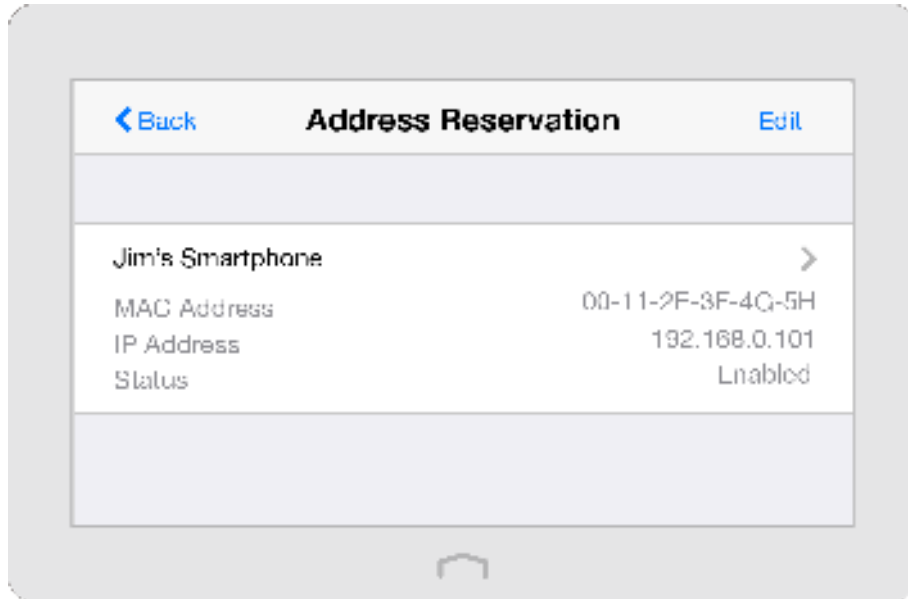 Back Address Reservation Edit
Jim's Smartphone
MAC Address 00-11-2F-3F-4G-5H
IP Address 192.168.0.101
Status Enabled